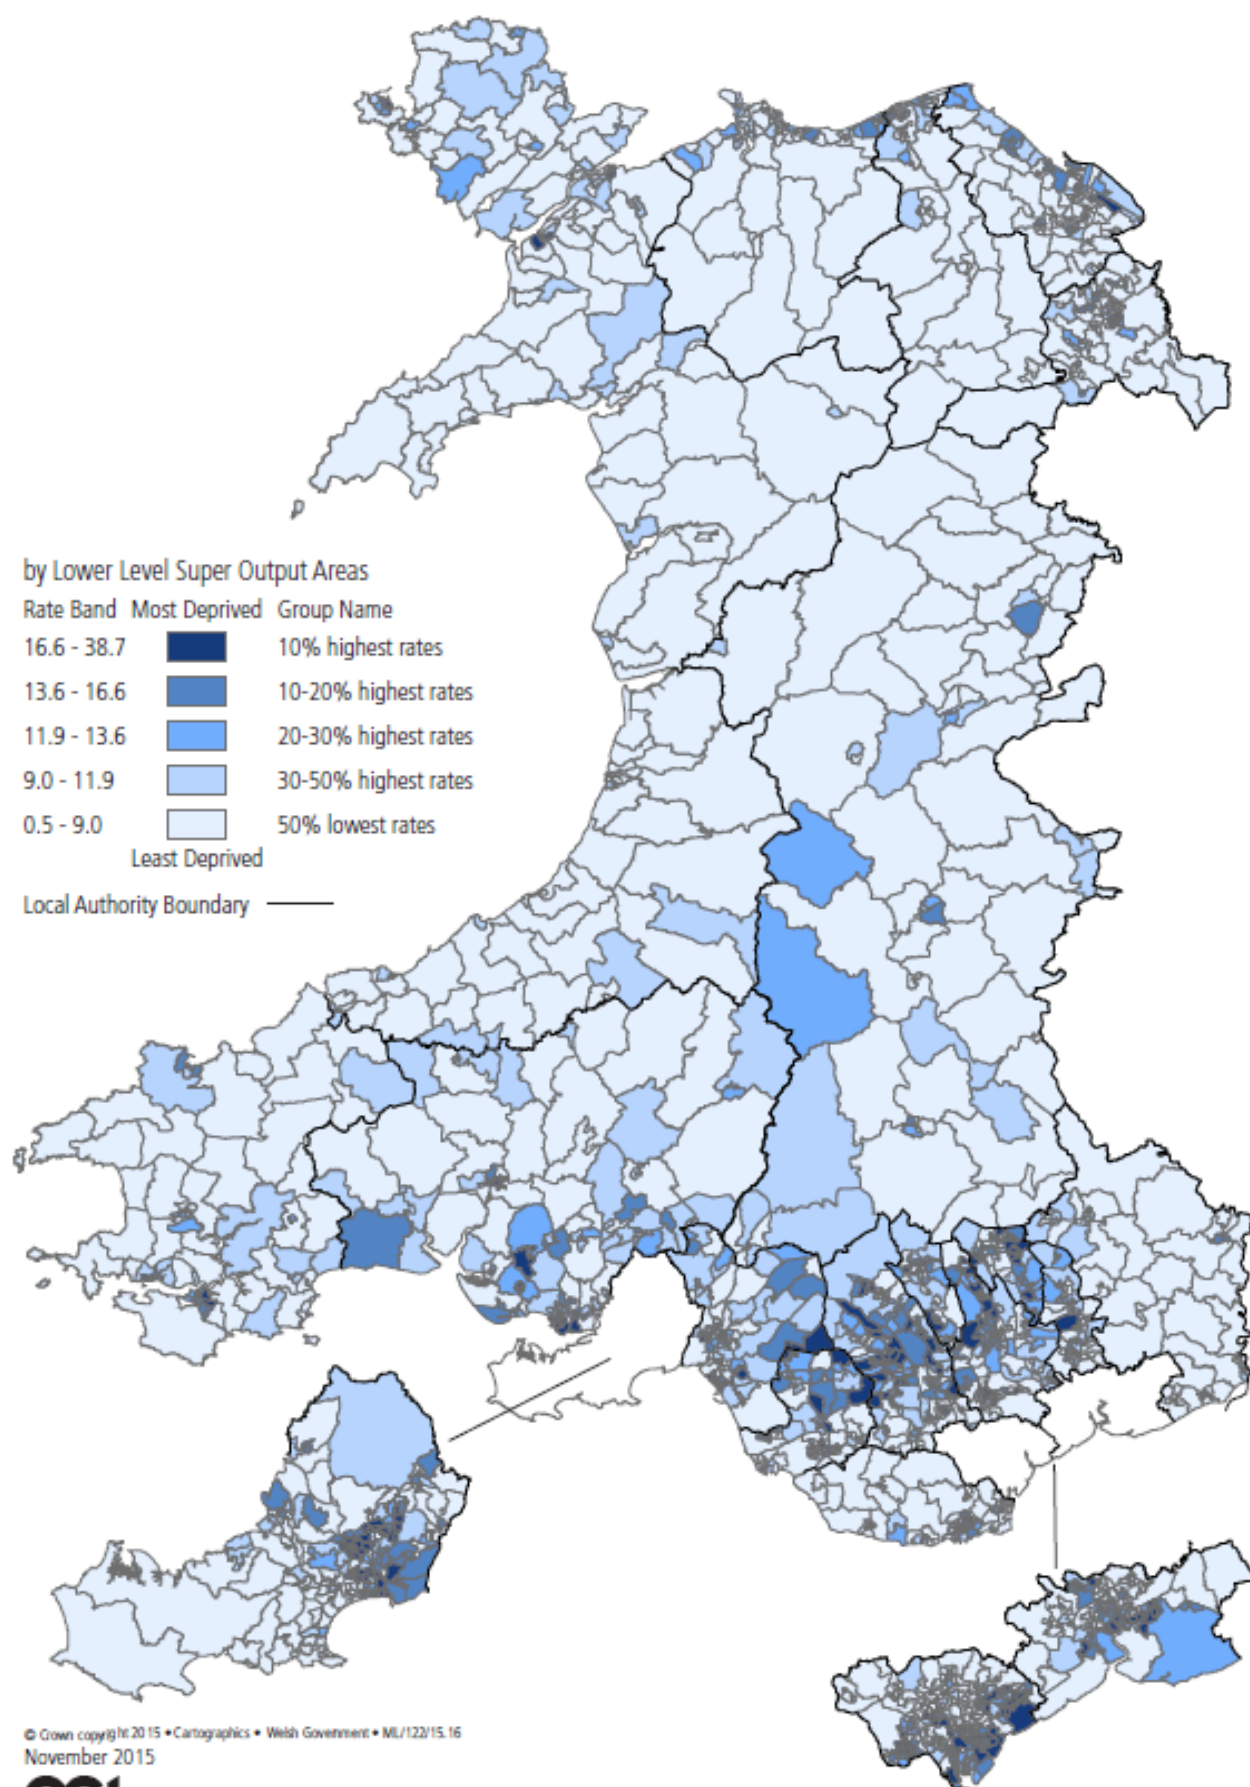 by Lower Level Super Output Areas
Rate Band Most Deprived Group Name
16.6 - 38.7 10% highest rates
13.6 - 16.6 10-20% highest rates
11.9 - 13.6 20-30% highest rates
9.0 - 11.9 30-50% highest rates
0.5 - 9.0 50% lowest rates
Least Deprived
Local Authority Boundary
© Crown copyright 2015 • Cartographics • Welsh Government • ML/122/15.16
November 2015